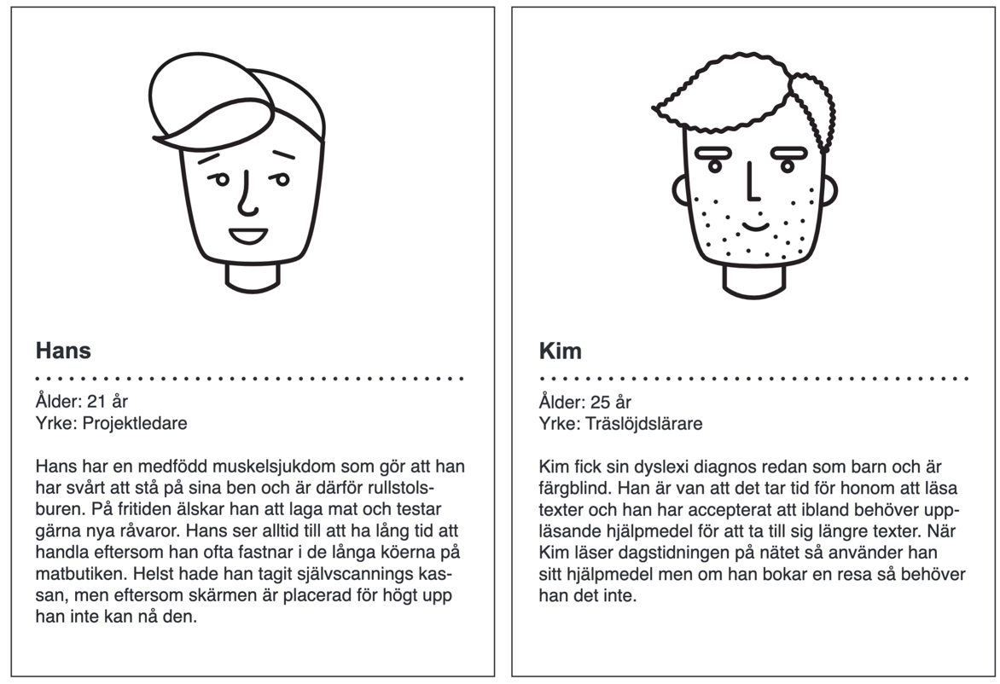 Hans
Ålder: 21 år
Yrke: Projektledare
Hans har en medfödd muskelsjukdom som gör att han
har svårt att stå på sina ben och är därför rullstols-
buren. På fritiden älskar han att laga mat och testar
gärna nya råvaror. Hans ser alltid till att ha lång tid att
handla eftersom han ofta fastnar i de långa köerna på
matbutiken. Helst hade han tagit självscannings kas-
san, men eftersom skärmen är placerad för högt upp
han inte kan nå den.
Kim
Ålder: 25 år
Yrke: Träslöjdslärare
Kim fick sin dyslexi diagnos redan som barn och är
färgblind. Han är van att det tar tid för honom att läsa
texter och han har accepterat att ibland behöver upp-
läsande hjälpmedel för att ta till sig längre texter. När
Kim läser dagstidningen på nätet så använder han
sitt hjälpmedel men om han bokar en resa så behöver
han det inte.